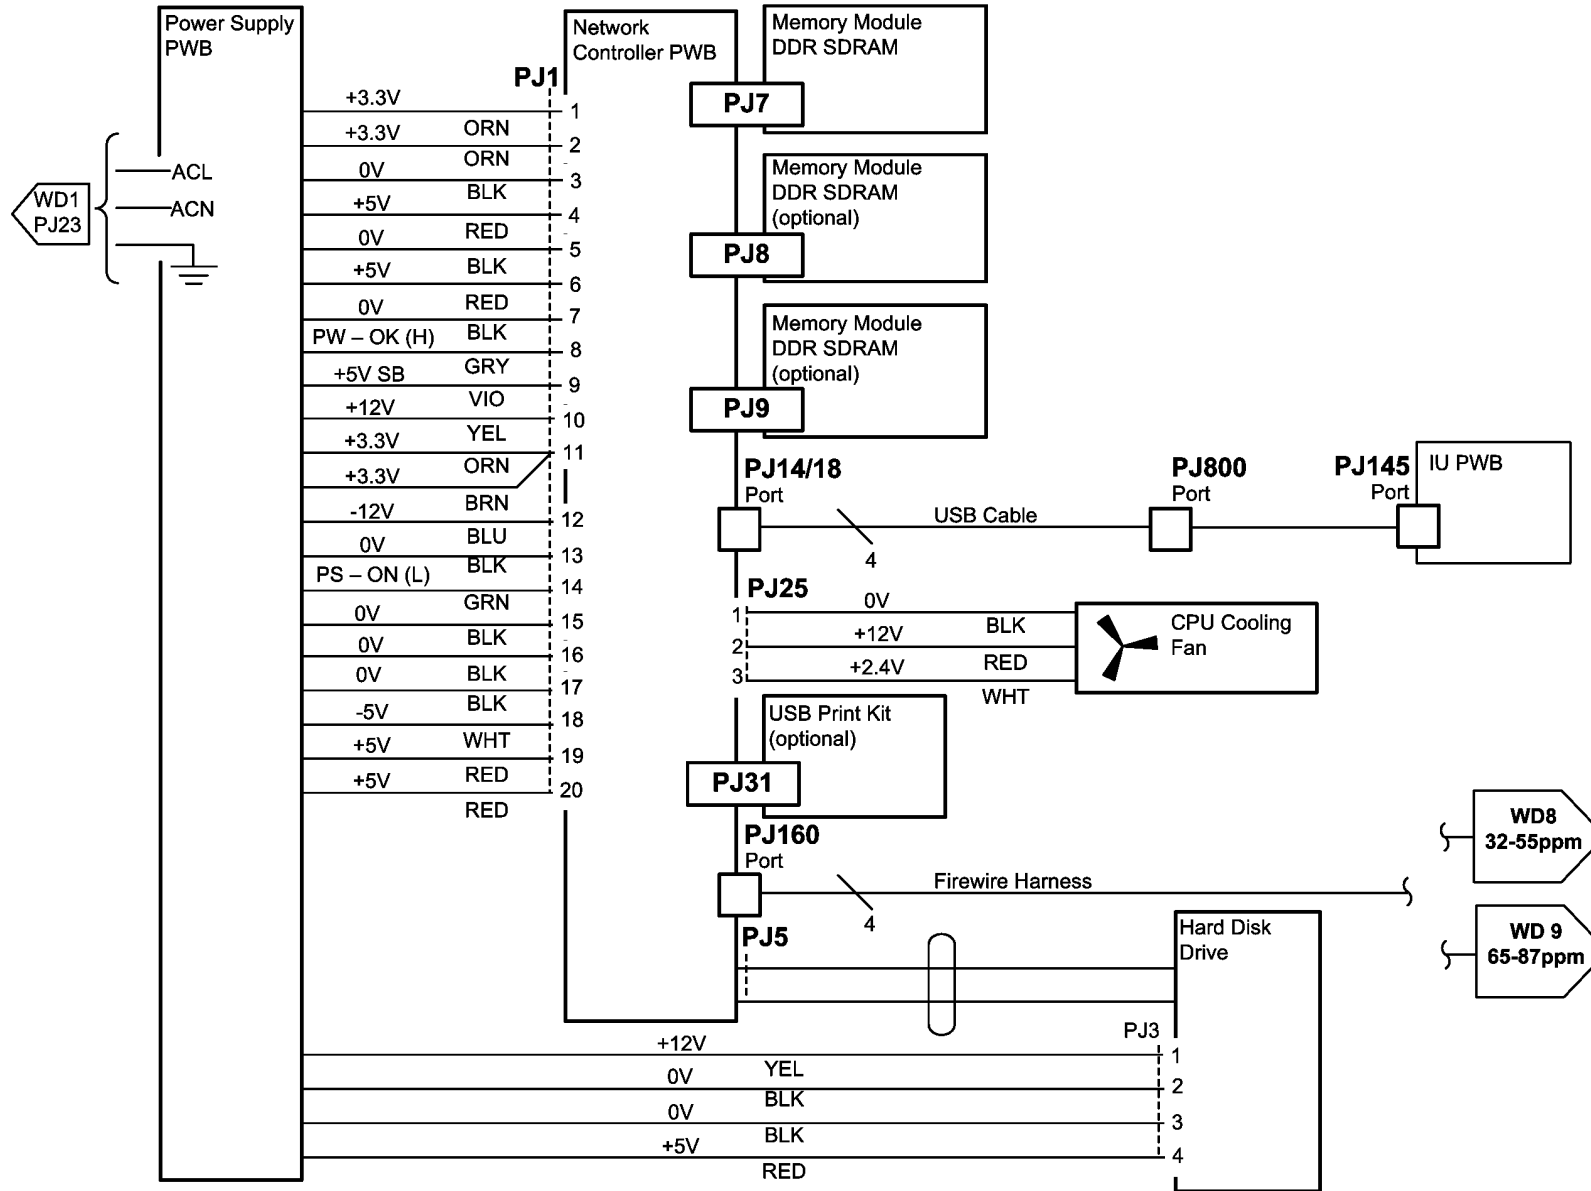 Power Supply
PWB
Network
Controller PWB
Memory Module
DDR SDRAM
PJ1
PJ7
+3.3V
1
ORN
+3.3V
2
ORN
0V
3
BLK
+5V
4
RED
0V
5
BLK
+5V
6
RED
0V
7
BLK
PW – OK (H)
8
GRY
+5V SB
9
VIO
+12V
10
YEL
+3.3V
11
ORN
+3.3V
BRN
-12V
12
BLU
0V
13
BLK
PS – ON (L)
14
GRN
0V
15
BLK
0V
16
BLK
0V
17
BLK
-5V
18
WHT
+5V
19
RED
+5V
20
RED
ACL
ACN
WD1
PJ23
Memory Module
DDR SDRAM
(optional)
PJ8
Memory Module
DDR SDRAM
(optional)
PJ9
PJ14/18
Port
USB Cable
4
PJ800
Port
PJ145
Port
IU PWB
PJ25
1
0V
BLK
2
+12V
RED
3
+2.4V
WHT
CPU Cooling
Fan
USB Print Kit
(optional)
PJ31
PJ160
Port
Firewire Harness
4
WD8
32-55ppm
WD 9
65-87ppm
PJ5
Hard Disk
Drive
PJ3
+12V
1
YEL
0V
2
BLK
0V
3
BLK
+5V
4
RED